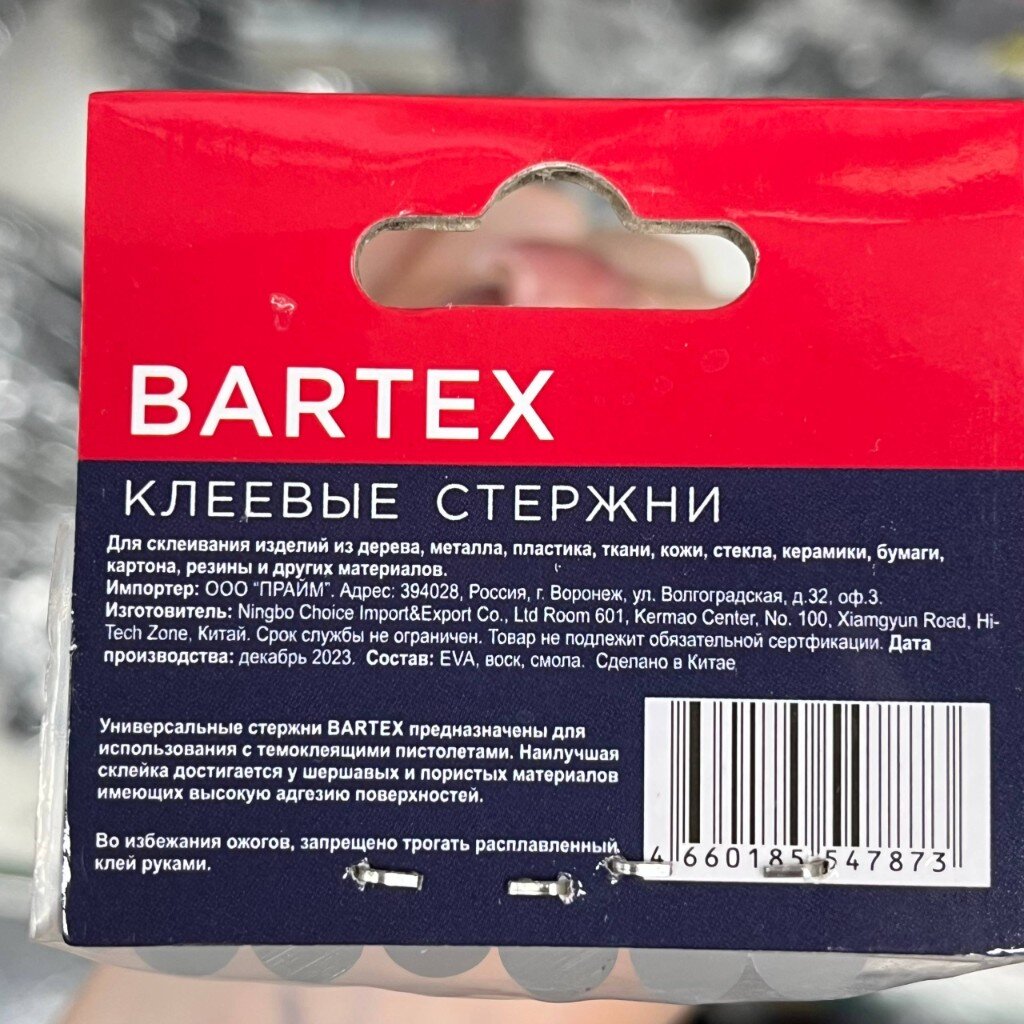 BARTEX
КЛЕЕВЫЕ СТЕРЖНИ
Для склеивания изделий из дерева, металла, пластика, ткани, кожи, стекла, керамики, бумаги,
картона, резины и других материалов.
Импортер: ООО "ПРАЙМ". Адрес: 394028, Россия, г. Воронеж, ул. Волгоградская, д.32, оф.3.
Изготовитель: Ningbo Choice Import&Export Co., Ltd Room 601, Kermao Center, No. 100, Xiamgyun Road, Hi-
Tech Zone, Китай. Срок службы не ограничен. Товар не подлежит обязательной сертфикации. Дата
производства: декабрь 2023. Состав: EVA, воск, смола. Сделано в Китае
Универсальные стержни BARTEX предназначены для
использования с темоклеящими пистолетами. Наилучшая
склейка достигается у шершавых и пористых материалов
имеющих высокую адгезию поверхностей.
Во избежания ожогов, запрещено трогать расплавленный
клей руками.
4 660185 547873